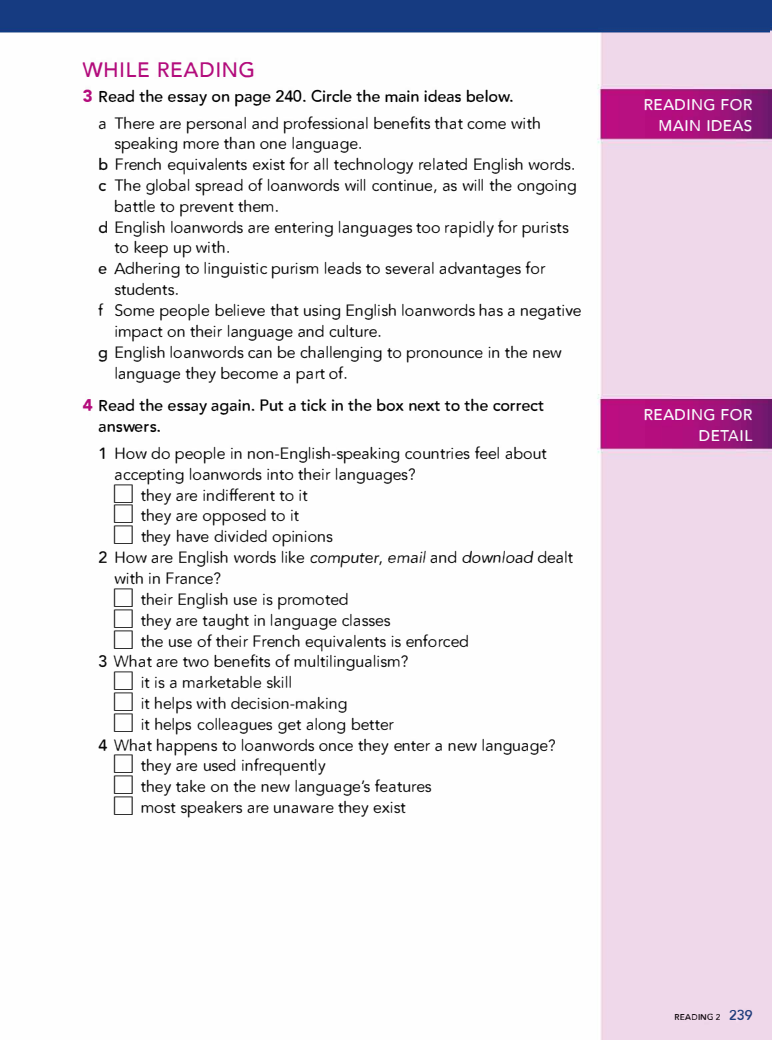 WHILE READING
3 Read the essay on page 240. Circle the main ideas below.
READING FOR
MAIN IDEAS
a There are personal and professional benefits that come with
speaking more than one language.
b French equivalents exist for all technology related English words.
c The global spread of loanwords will continue, as will the ongoing
battle to prevent them.
d English loanwords are entering languages too rapidly for purists
to keep up with.
e Adhering to linguistic purism leads to several advantages for
students.
f Some people believe that using English loanwords has a negative
impact on their language and culture.
g English loanwords can be challenging to pronounce in the new
language they become a part of.
4 Read the essay again. Put a tick in the box next to the correct
answers.
READING FOR
DETAIL
1 How do people in non-English-speaking countries feel about
accepting loanwords into their languages?
they are indifferent to it
they are opposed to it
they have divided opinions
2 How are English words like computer, email and download dealt
with in France?
their English use is promoted
they are taught in language classes
the use of their French equivalents is enforced
3 What are two benefits of multilingualism?
it is a marketable skill
it helps with decision-making
it helps colleagues get along better
4 What happens to loanwords once they enter a new language?
they are used infrequently
they take on the new language's features
most speakers are unaware they exist
READING 2 239